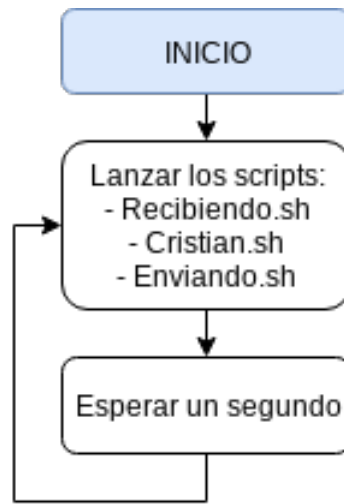 INICIO
Lanzar los scripts:
- Recibiendo.sh
- Cristian.sh
- Enviando.sh
Esperar un segundo